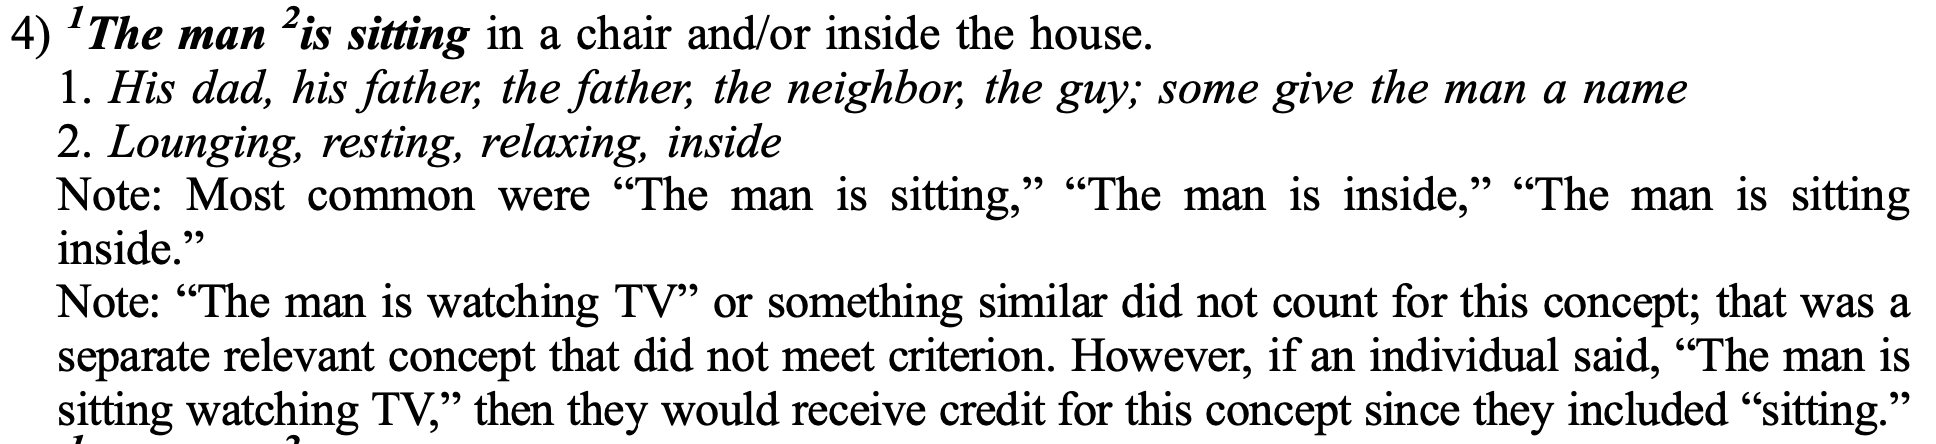 4) ¹The man ²is sitting in a chair and/or inside the house.
1. His dad, his father, the father, the neighbor, the guy; some give the man a name
2. Lounging, resting, relaxing, inside
Note: Most common were “The man is sitting,” “The man is inside,” “The man is sitting
inside.”
Note: “The man is watching TV” or something similar did not count for this concept; that was a
separate relevant concept that did not meet criterion. However, if an individual said, “The man is
sitting watching TV,” then they would receive credit for this concept since they included “sitting.”